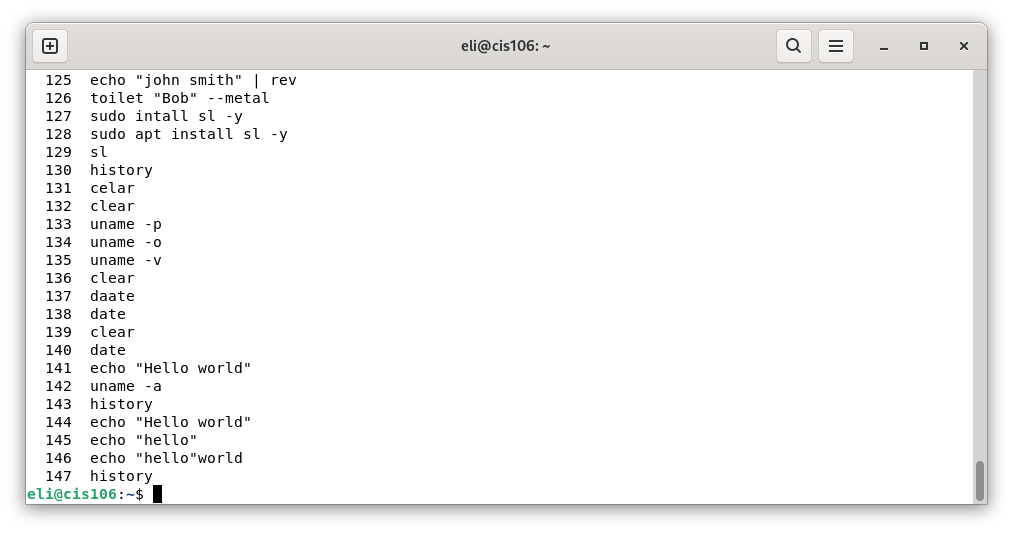 eli@cis106: ~
125 echo "john smith" | rev
126 toilet "Bob" --metal
127 sudo intall sl -y
128 sudo apt install sl -y
129 sl
130 history
131 celar
132 clear
133 uname -p
134 uname -o
135 uname -v
136 clear
137 daate
138 date
139 clear
140 date
141 echo "Hello world"
142 uname -a
143 history
144 echo "Hello world"
145 echo "hello"
146 echo "hello"world
147 history
eli@cis106:~$